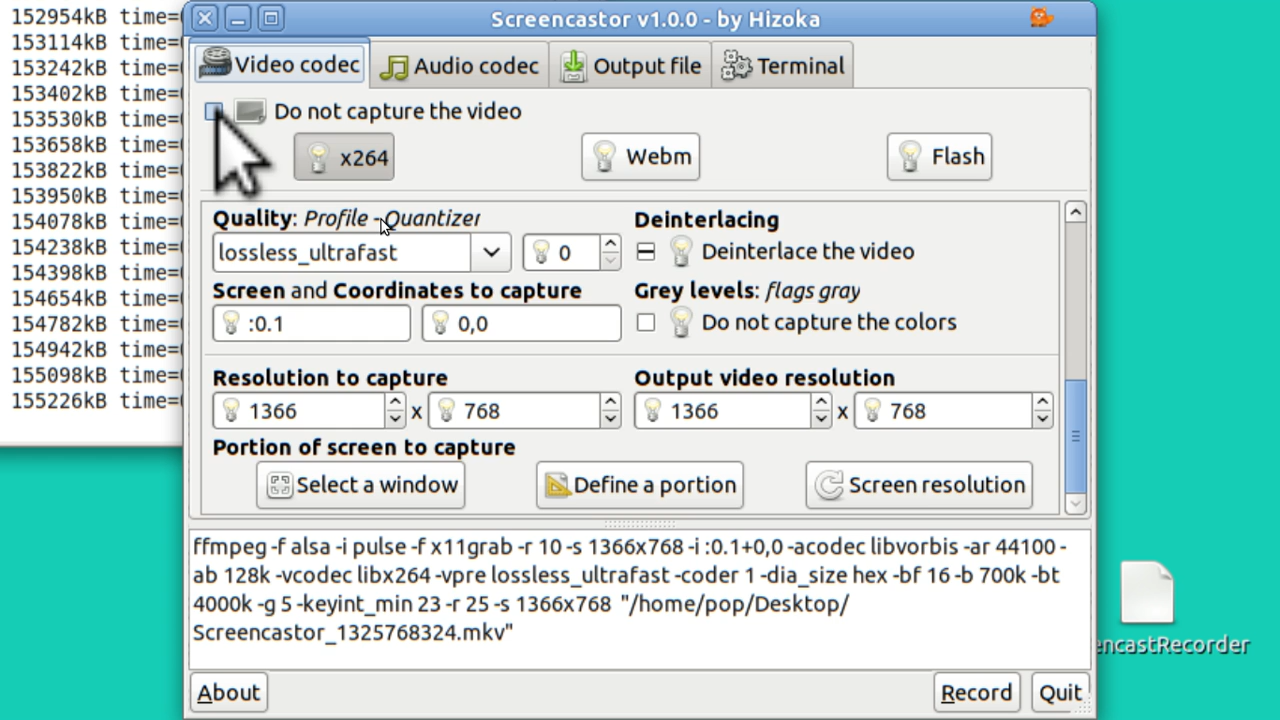 152954kB time=
153114kB time=
153242kB time=
153402kB time=
153530kB time=
153658kB time=
153822kB time=
153950kB time=
154078kB time=
154238kB time=
154398kB time=
154654kB time=
154782kB time=
154942kB time=
155098kB time=
155226kB time=
Screencastor v1.0.0 - by Hizoka
Video codec Audio codec Output file Terminal
Do not capture the video
x264 Webm Flash
Quality: Profile - Quantizer
lossless_ultrafast 0
Deinterlacing
Deinterlace the video
Screen and Coordinates to capture
:0.1 0,0
Grey levels: flags gray
Do not capture the colors
Resolution to capture
1366 x 768
Output video resolution
1366 x 768
Portion of screen to capture
Select a window Define a portion Screen resolution
ffmpeg -f alsa -i pulse -f x11grab -r 10 -s 1366x768 -i :0.1+0,0 -acodec libvorbis -ar 44100 -
ab 128k -vcodec libx264 -vpre lossless_ultrafast -coder 1 -dia_size hex -bf 16 -b 700k -bt
4000k -g 5 -keyint_min 23 -r 25 -s 1366x768 "/home/pop/Desktop/
Screencastor_1325768324.mkv"
About Record Quit
encastRecorder